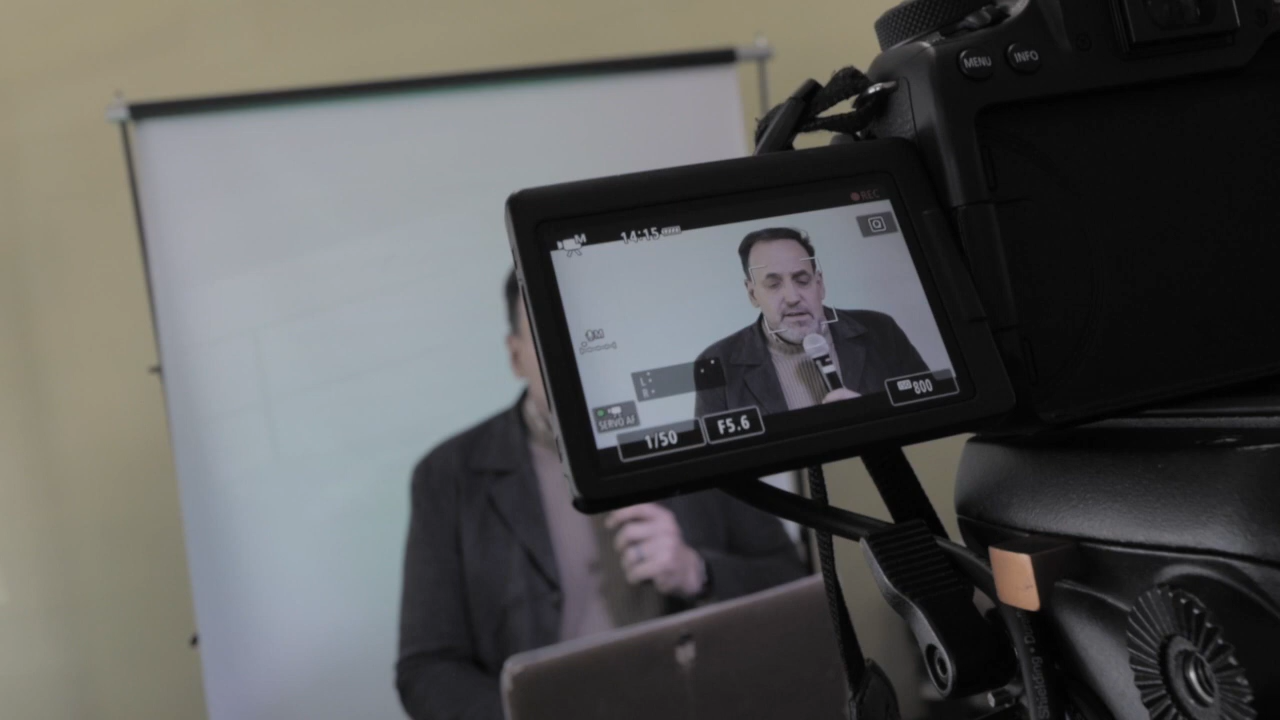 MENU INFO
REC
M 14:15
L
R
SERVO AF
1/50 F5.6 800